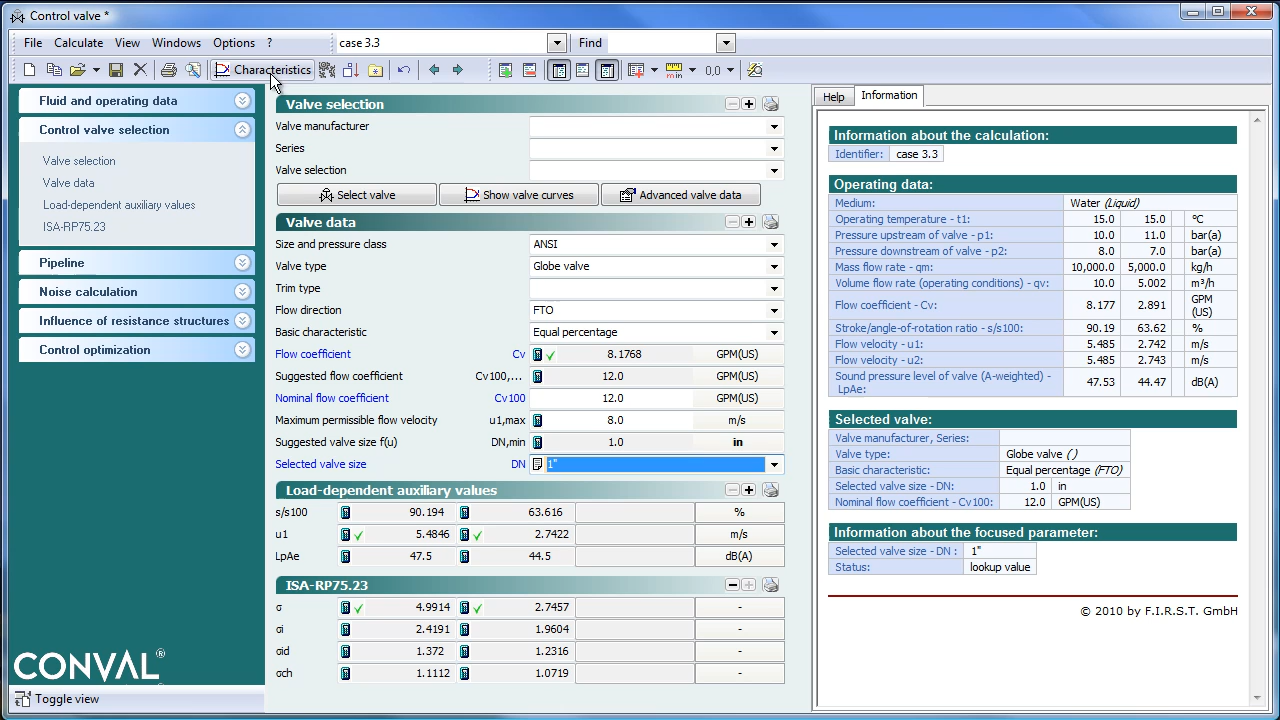 Control valve *
File Calculate View Windows Options ? case 3.3 Find
Characteristics
Fluid and operating data
Control valve selection
Valve selection
Valve data
Load-dependent auxiliary values
ISA-RP75.23
Pipeline
Noise calculation
Influence of resistance structures
Control optimization
CONVAL®
Toggle view
Valve selection
Valve manufacturer
Series
Valve selection
Select valve Show valve curves Advanced valve data
Valve data
Size and pressure class ANSI
Valve type Globe valve
Trim type
Flow direction FTO
Basic characteristic Equal percentage
Flow coefficient Cv 8.1768 GPM(US)
Suggested flow coefficient Cv100,... 12.0 GPM(US)
Nominal flow coefficient Cv100 12.0 GPM(US)
Maximum permissible flow velocity u1,max 8.0 m/s
Suggested valve size f(u) DN,min 1.0 in
Selected valve size DN 1"
Load-dependent auxiliary values
s/s100 90.194 63.616 %
u1 5.4846 2.7422 m/s
LpAe 47.5 44.5 dB(A)
ISA-RP75.23
σ 4.9914 2.7457 -
σi 2.4191 1.9604 -
σid 1.372 1.2316 -
σch 1.1112 1.0719 -
Help Information
Information about the calculation:
Identifier: case 3.3
Operating data:
Medium: Water (Liquid)
Operating temperature - t1: 15.0 15.0 °C
Pressure upstream of valve - p1: 10.0 11.0 bar(a)
Pressure downstream of valve - p2: 8.0 7.0 bar(a)
Mass flow rate - qm: 10,000.0 5,000.0 kg/h
Volume flow rate (operating conditions) - qv: 10.0 5.002 m³/h
Flow coefficient - Cv: 8.177 2.891 GPM
(US)
Stroke/angle-of-rotation ratio - s/s100: 90.19 63.62 %
Flow velocity - u1: 5.485 2.742 m/s
Flow velocity - u2: 5.485 2.743 m/s
Sound pressure level of valve (A-weighted) -
LpAe: 47.53 44.47 dB(A)
Selected valve:
Valve manufacturer, Series:
Valve type: Globe valve (,)
Basic characteristic: Equal percentage (FTO)
Selected valve size - DN: 1.0 in
Nominal flow coefficient - Cv100: 12.0 GPM(US)
Information about the focused parameter:
Selected valve size - DN : 1"
Status: lookup value
© 2010 by F.I.R.S.T. GmbH